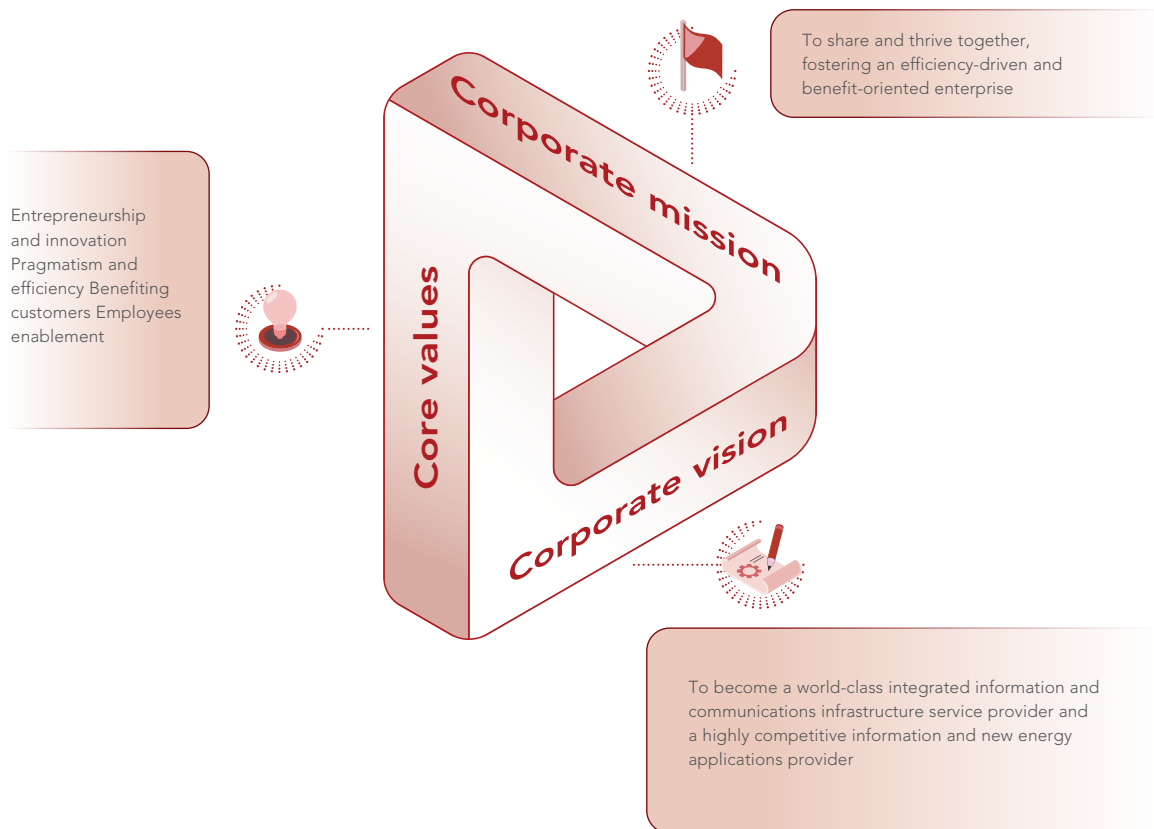 To share and thrive together,
fostering an efficiency-driven and
benefit-oriented enterprise
Corporate mission
Entrepreneurship
and innovation
Pragmatism and
efficiency Benefiting
customers Employees
enablement
Core values
Corporate vision
To become a world-class integrated information and
communications infrastructure service provider and
a highly competitive information and new energy
applications provider